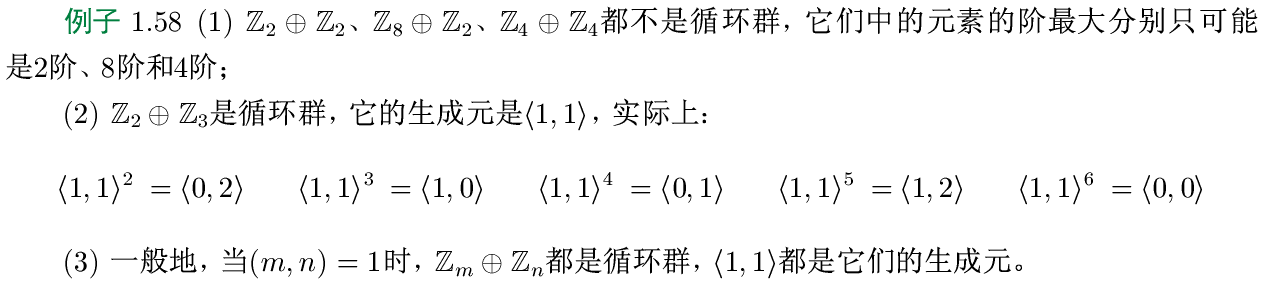 例子 1.58 (1) ℤ₂ ⊕ ℤ₂、ℤ₈ ⊕ ℤ₂、ℤ₄ ⊕ ℤ₄都不是循环群，它们中的元素的阶最大分别只可能
是2阶、8阶和4阶；
(2) ℤ₂ ⊕ ℤ₃是循环群，它的生成元是⟨1, 1⟩，实际上：
⟨1, 1⟩² = ⟨0, 2⟩ ⟨1, 1⟩³ = ⟨1, 0⟩ ⟨1, 1⟩⁴ = ⟨0, 1⟩ ⟨1, 1⟩⁵ = ⟨1, 2⟩ ⟨1, 1⟩⁶ = ⟨0, 0⟩
(3) 一般地，当(m, n) = 1时，ℤₘ ⊕ ℤₙ都是循环群，⟨1, 1⟩都是它们的生成元。